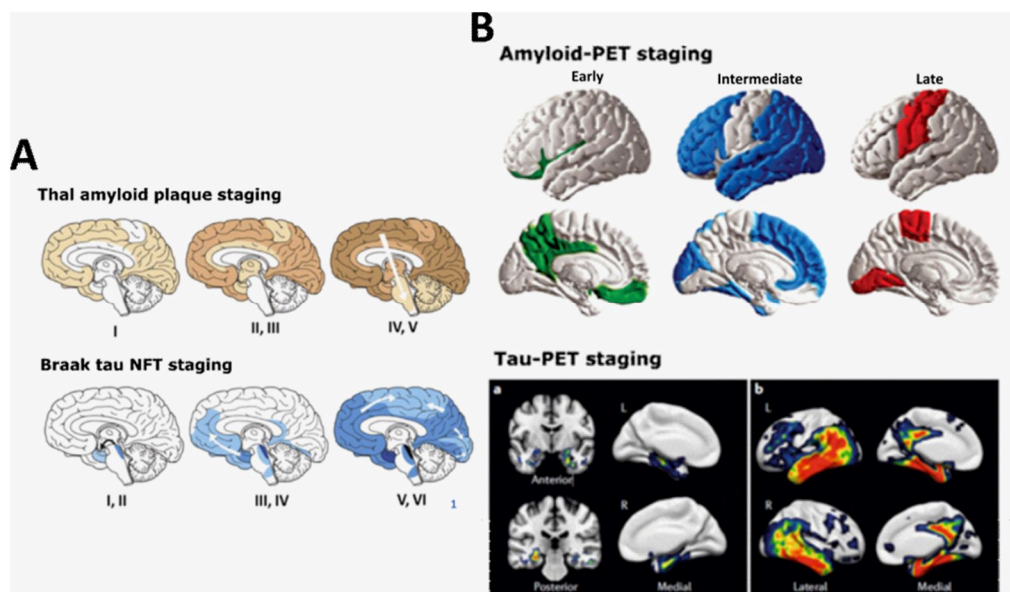 A
Thal amyloid plaque staging
I
II, III
IV, V
Braak tau NFT staging
I, II
III, IV
V, VI
1
B
Amyloid-PET staging
Early
Intermediate
Late
Tau-PET staging
a
L
Anterior
R
Posterior
Medial
b
L
R
Lateral
Medial